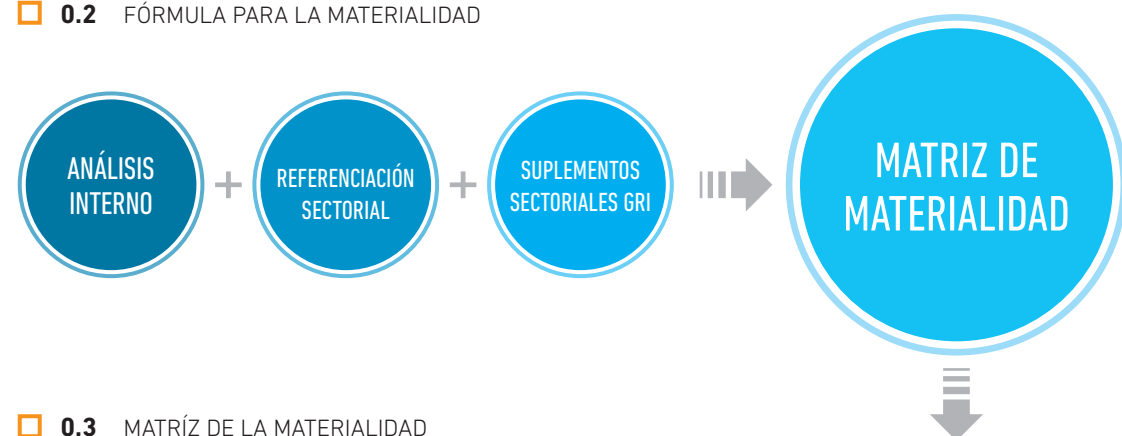 0.2 FÓRMULA PARA LA MATERIALIDAD
ANÁLISIS
INTERNO
+
REFERENCIACIÓN
SECTORIAL
+
SUPLEMENTOS
SECTORIALES GRI
MATRIZ DE
MATERIALIDAD
0.3 MATRÍZ DE LA MATERIALIDAD